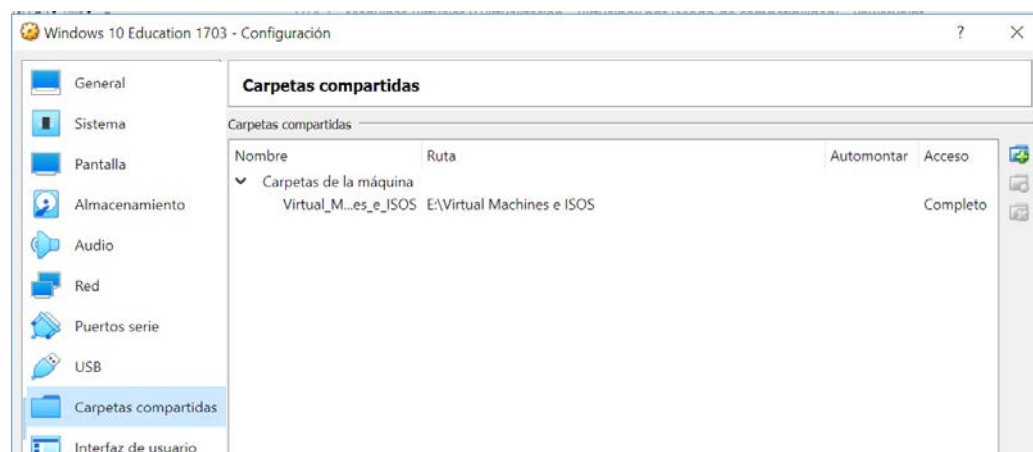 Windows 10 Education 1703 - Configuración ?
General
Sistema
Pantalla
Almacenamiento
Audio
Red
Puertos serie
USB
Carpetas compartidas
Interfaz de usuario
Carpetas compartidas
Carpetas compartidas
Nombre Ruta Automontar Acceso
Carpetas de la máquina
Virtual_M...es_e_ISOS E:\Virtual Machines e ISOS Completo